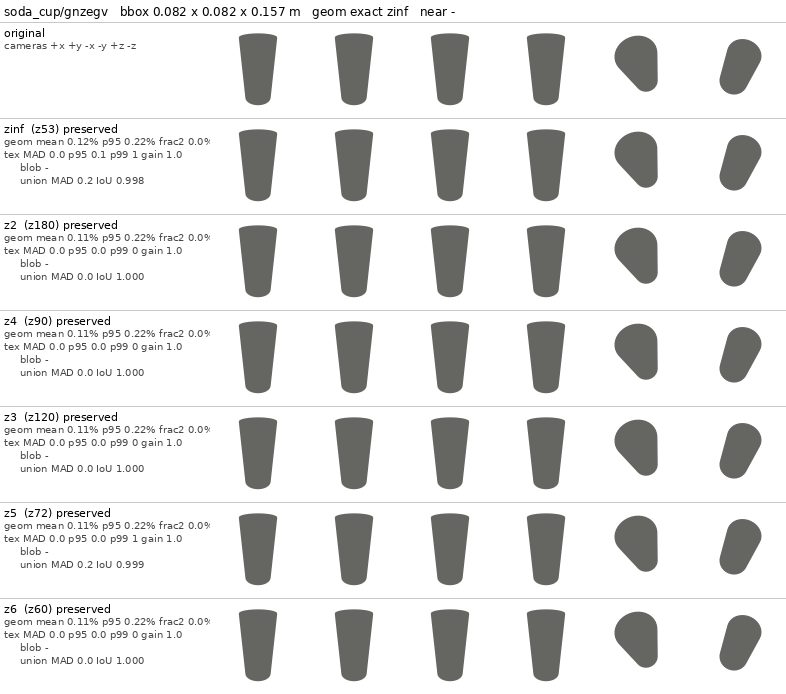 soda_cup/gnzegv   bbox 0.082 x 0.082 x 0.157 m   geom exact zinf   near -
original
cameras +x +y -x -y +z -z
zinf  (z53) preserved
geom mean 0.12% p95 0.22% frac2 0.0%
tex MAD 0.0 p95 0.1 p99 1 gain 1.0
blob -
union MAD 0.2 IoU 0.998
z2  (z180) preserved
geom mean 0.11% p95 0.22% frac2 0.0%
tex MAD 0.0 p95 0.0 p99 0 gain 1.0
blob -
union MAD 0.0 IoU 1.000
z4  (z90) preserved
geom mean 0.11% p95 0.22% frac2 0.0%
tex MAD 0.0 p95 0.0 p99 0 gain 1.0
blob -
union MAD 0.0 IoU 1.000
z3  (z120) preserved
geom mean 0.11% p95 0.22% frac2 0.0%
tex MAD 0.0 p95 0.0 p99 0 gain 1.0
blob -
union MAD 0.0 IoU 1.000
z5  (z72) preserved
geom mean 0.11% p95 0.22% frac2 0.0%
tex MAD 0.0 p95 0.0 p99 1 gain 1.0
blob -
union MAD 0.2 IoU 0.999
z6  (z60) preserved
geom mean 0.11% p95 0.22% frac2 0.0%
tex MAD 0.0 p95 0.0 p99 0 gain 1.0
blob -
union MAD 0.0 IoU 1.000